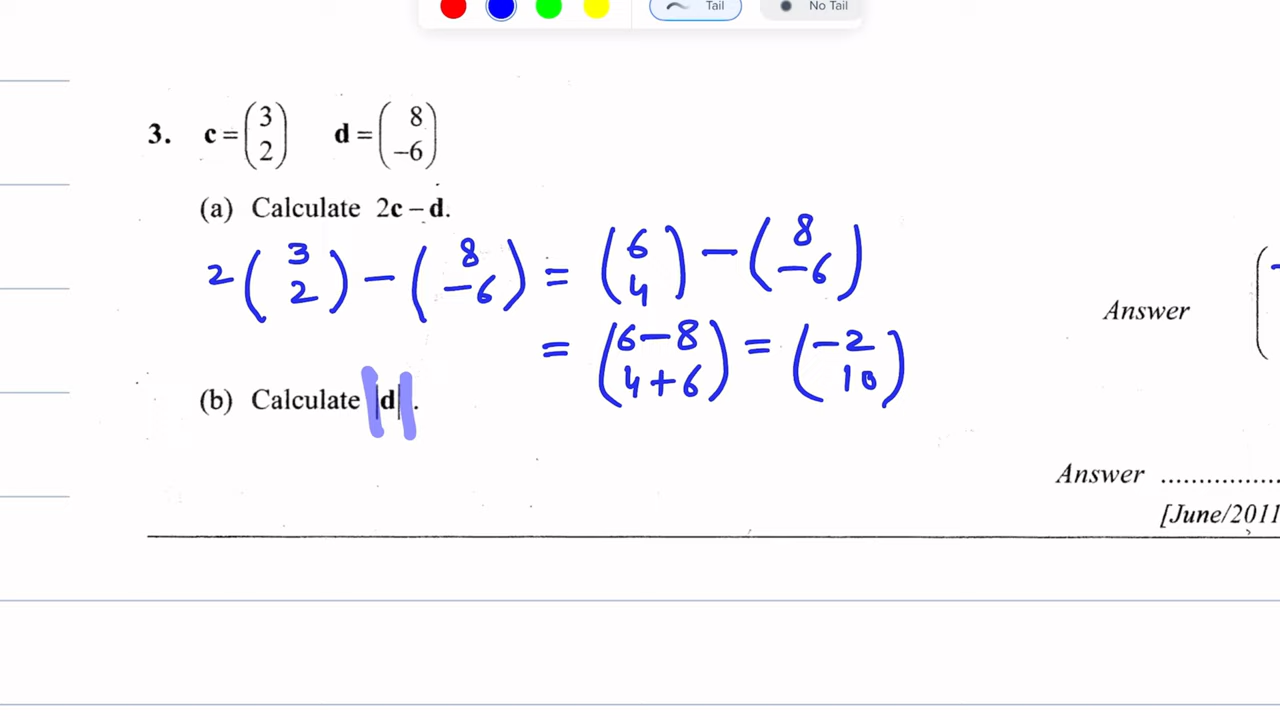 Tail No Tail
3. c = (3 2) d = (8 -6)
(a) Calculate 2c – d.
2(3 2) - (8 -6) = (6 4) - (8 -6)
Answer
= (6-8 4+6) = (-2 10)
(b) Calculate |d| .
Answer ................
[June/2011